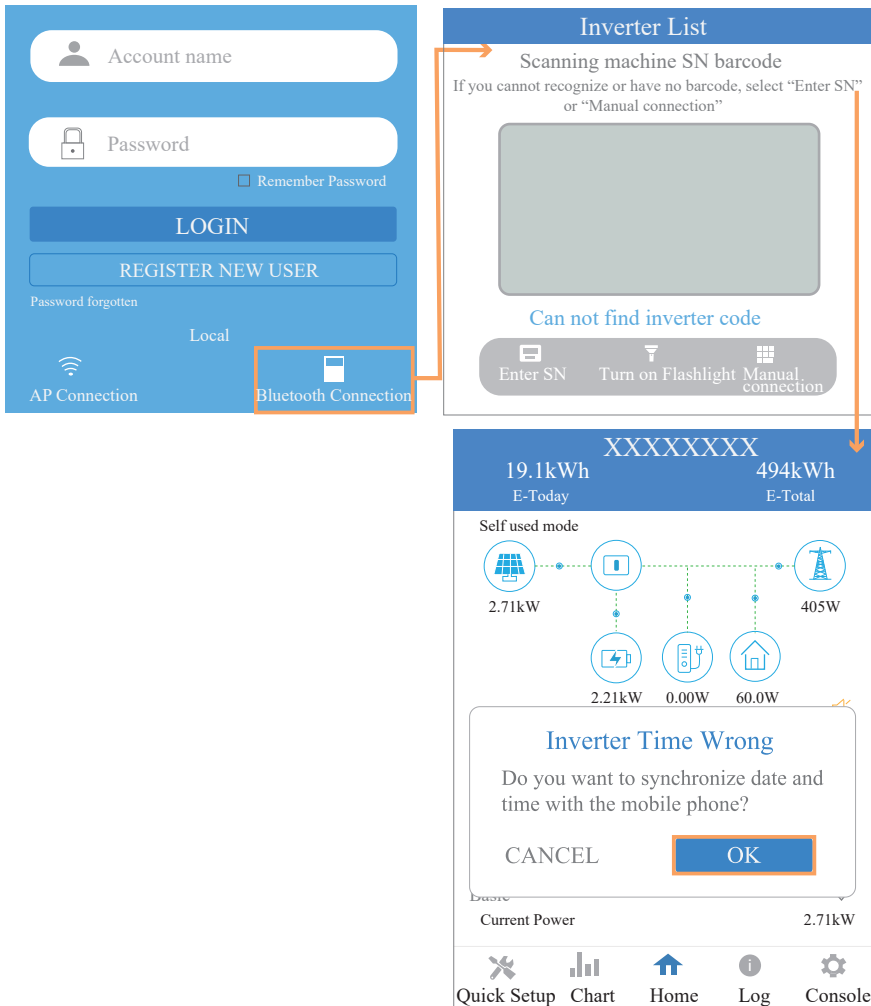 Account name
Password
Remember Password
LOGIN
REGISTER NEW USER
Password forgotten
Local
AP Connection
Bluetooth Connection
Inverter List
Scanning machine SN barcode
If you cannot recognize or have no barcode, select “Enter SN”
or “Manual connection”
Can not find inverter code
Enter SN
Turn on Flashlight
Manual
connection
XXXXXXXX
19.1kWh
494kWh
E-Today
E-Total
Self used mode
2.71kW
405W
2.21kW
0.00W
60.0W
Inverter Time Wrong
Do you want to synchronize date and
time with the mobile phone?
CANCEL
OK
Basic
Current Power
2.71kW
Quick Setup
Chart
Home
Log
Console